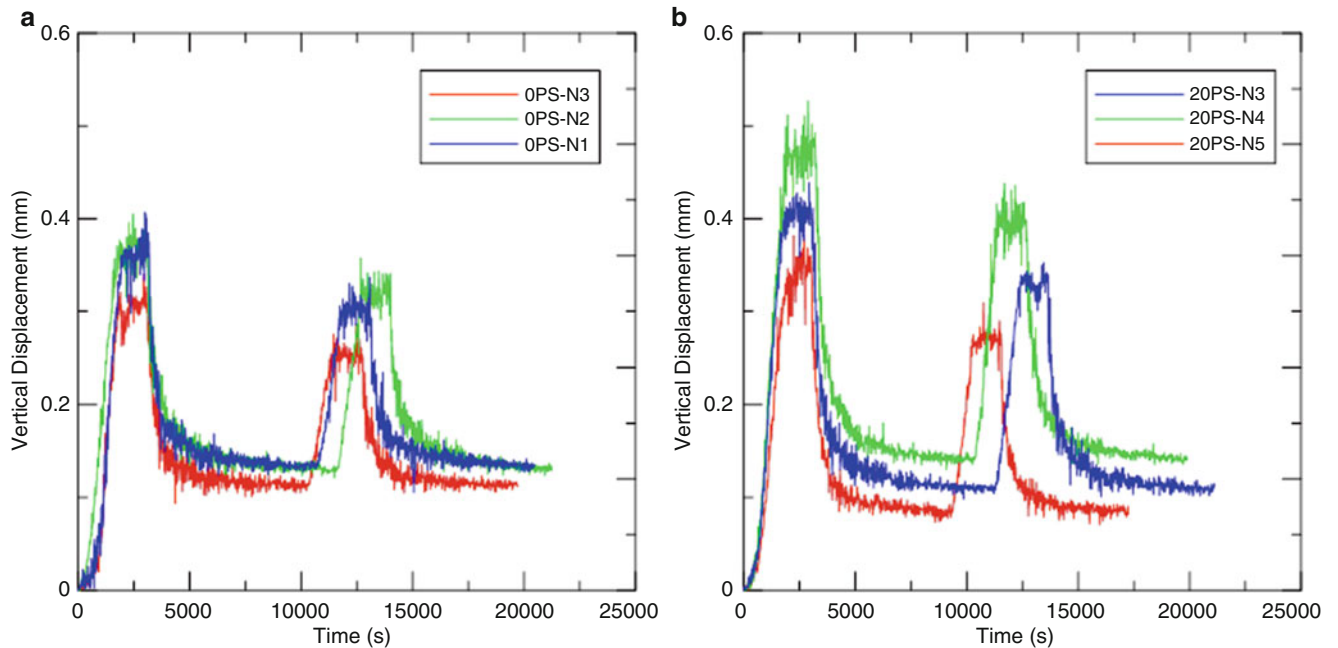 a
0.6
0.4
0.2
0
Vertical Displacement (mm)
0PS-N3
0PS-N2
0PS-N1
0 5000 10000 15000 20000 25000
Time (s)
b
0.6
0.4
0.2
0
Vertical Displacement (mm)
20PS-N3
20PS-N4
20PS-N5
0 5000 10000 15000 20000 25000
Time (s)